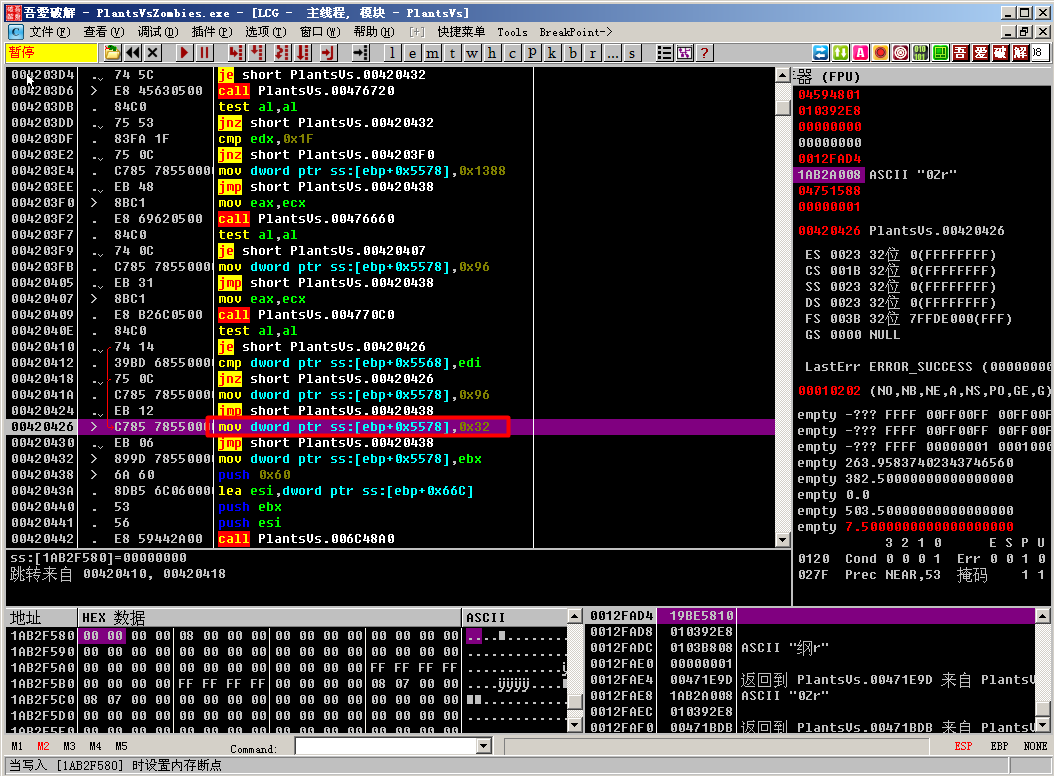 吾爱破解 - PlantsVsZombies.exe - [LCG - 主线程, 模块 - PlantsVs]
文件(F) 查看(V) 调试(D) 插件(P) 选项(T) 窗口(W) 帮助(H) [+] 快捷菜单 Tools BreakPoint->
暂停 l e m t w h c p k b r ... s ? 吾 爱 破 解
004203D4 . 74 5C je short PlantsVs.00420432
004203D6 > E8 45630500 call PlantsVs.00476720
004203DB . 84C0 test al,al
004203DD . 75 53 jnz short PlantsVs.00420432
004203DF . 83FA 1F cmp edx,0x1F
004203E2 . 75 0C jnz short PlantsVs.004203F0
004203E4 . C785 78550000 mov dword ptr ss:[ebp+0x5578],0x1388
004203EE . EB 48 jmp short PlantsVs.00420438
004203F0 > 8BC1 mov eax,ecx
004203F2 . E8 69620500 call PlantsVs.00476660
004203F7 . 84C0 test al,al
004203F9 . 74 0C je short PlantsVs.00420407
004203FB . C785 78550000 mov dword ptr ss:[ebp+0x5578],0x96
00420405 . EB 31 jmp short PlantsVs.00420438
00420407 > 8BC1 mov eax,ecx
00420409 . E8 B26C0500 call PlantsVs.004770C0
0042040E . 84C0 test al,al
00420410 . 74 14 je short PlantsVs.00420426
00420412 . 39BD 68550000 cmp dword ptr ss:[ebp+0x5568],edi
00420418 . 75 0C jnz short PlantsVs.00420426
0042041A . C785 78550000 mov dword ptr ss:[ebp+0x5578],0x96
00420424 . EB 12 jmp short PlantsVs.00420438
00420426 > C785 78550000 mov dword ptr ss:[ebp+0x5578],0x32
00420430 . EB 06 jmp short PlantsVs.00420438
00420432 > 899D 78550000 mov dword ptr ss:[ebp+0x5578],ebx
00420438 > 6A 60 push 0x60
0042043A . 8DB5 6C060000 lea esi,dword ptr ss:[ebp+0x66C]
00420440 . 53 push ebx
00420441 . 56 push esi
00420442 . E8 59442A00 call PlantsVs.006C48A0
ss:[1AB2F580]=00000000
跳转来自 00420410, 00420418
器 (FPU)
04594801
010392E8
00000000
00000000
0012FAD4
1AB2A008 ASCII "0Zr"
04751588
00000001
00420426 PlantsVs.00420426
ES 0023 32位 0(FFFFFFFF)
CS 001B 32位 0(FFFFFFFF)
SS 0023 32位 0(FFFFFFFF)
DS 0023 32位 0(FFFFFFFF)
FS 003B 32位 7FFDE000(FFF)
GS 0000 NULL
LastErr ERROR_SUCCESS (00000000
00010202 (NO,NB,NE,A,NS,PO,GE,G)
empty -??? FFFF 00FF00FF 00FF00FF
empty -??? FFFF 00FF00FF 00FF00FF
empty -??? FFFF 00000001 0001000
empty 263.95837402343746560
empty 382.50000000000000000
empty 0.0
empty 503.50000000000000000
empty 7.5000000000000000000
3 2 1 0 E S P U
0120 Cond 0 0 0 1 Err 0 0 1 0
027F Prec NEAR,53 掩码 1 1
地址 HEX 数据 ASCII
1AB2F580 00 00 00 00 08 00 00 00 00 00 00 00 00 00 00 00
1AB2F590 00 00 00 00 00 00 00 00 00 00 00 00 00 00 00 00
1AB2F5A0 00 00 00 00 00 00 00 00 00 00 00 00 FF FF FF FF
1AB2F5B0 00 00 00 00 FF FF FF FF FF FF FF FF 08 07 00 00
1AB2F5C0 08 07 00 00 00 00 00 00 00 00 00 00 00 00 00 00
1AB2F5D0 00 00 00 00 00 00 00 00 00 00 00 00 00 00 00 00
0012FAD4 19BE5810
0012FAD8 010392E8
0012FADC 0103B808 ASCII "纲r"
0012FAE0 00000001
0012FAE4 00471E9D 返回到 PlantsVs.00471E9D 来自 PlantsV
0012FAE8 1AB2A008 ASCII "0Zr"
0012FAEC 010392E8
0012FAF0 00471BDB 返回到 PlantsVs.00471BDB 来自 PlantsV
M1 M2 M3 M4 M5 Command: ESP EBP NONE
当写入 [1AB2F580] 时设置内存断点